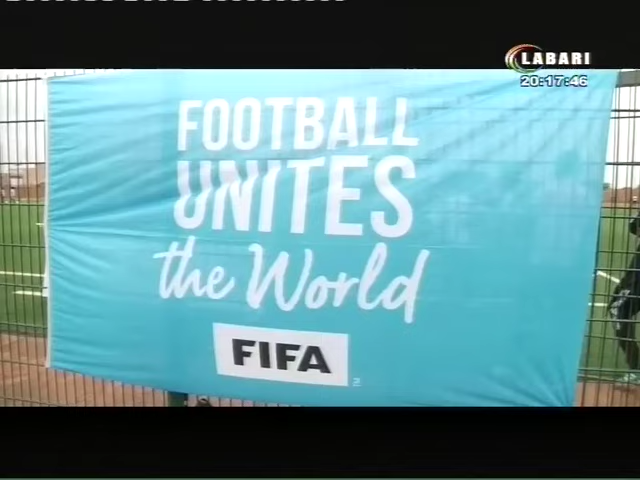 LABARI
20:17:46
FOOTBALL
UNITES
the World
FIFA